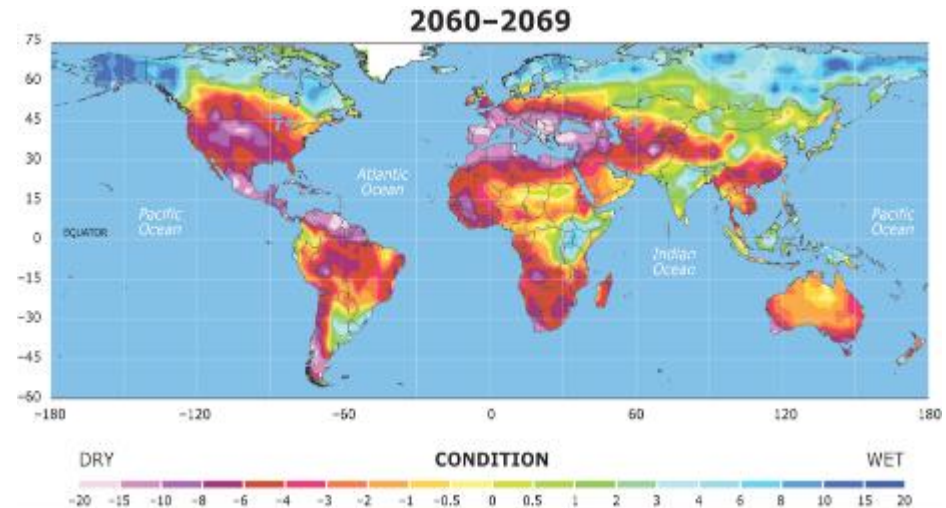 2060–2069
75
60
45
30
15
0
−15
−30
−45
−60
EQUATOR
Pacific
Ocean
Atlantic
Ocean
Indian
Ocean
Pacific
Ocean
−180 −120 −60 0 60 120 180
DRY CONDITION WET
−20 −15 −10 −8 −6 −4 −3 −2 −1 −0.5 0 0.5 1 2 3 4 6 8 10 15 20